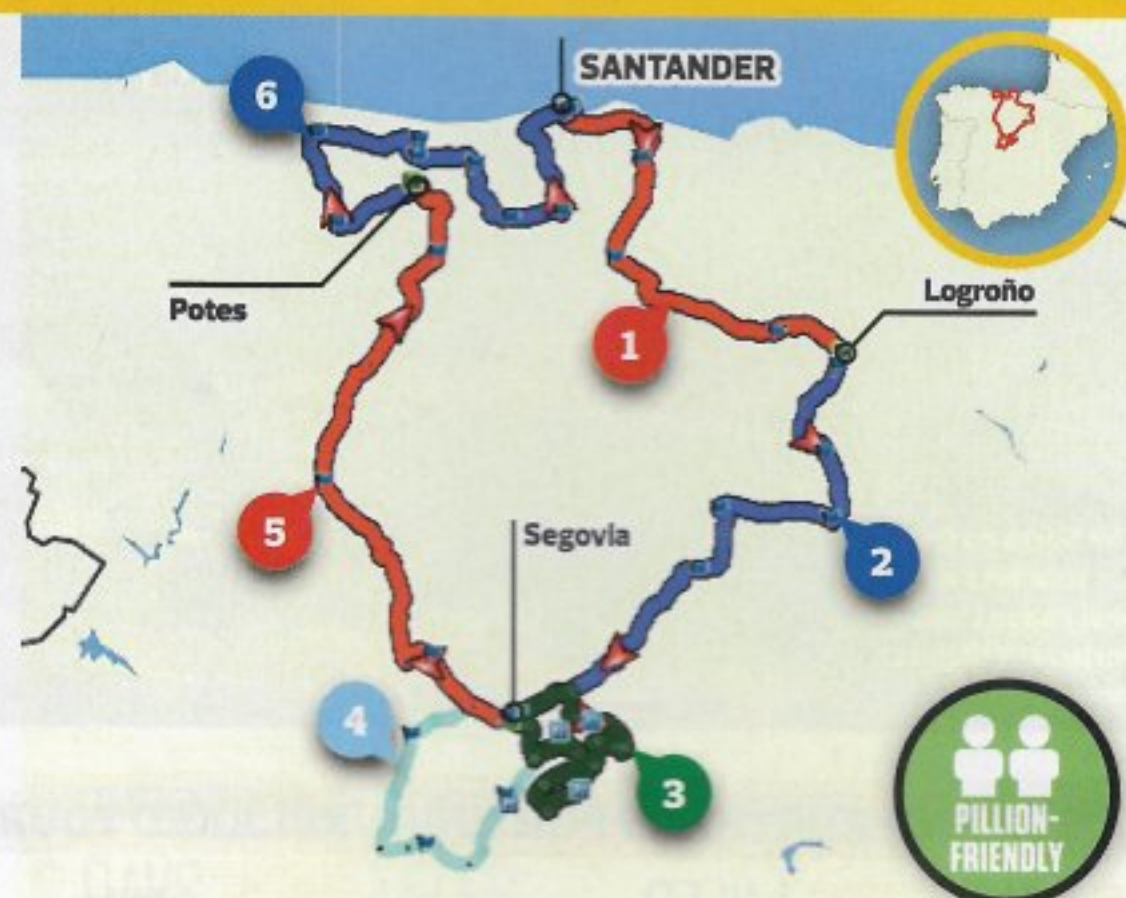 SANTANDER
6
Potes
Logroño
1
5
Segovia
2
4
3
PILLION-
FRIENDLY